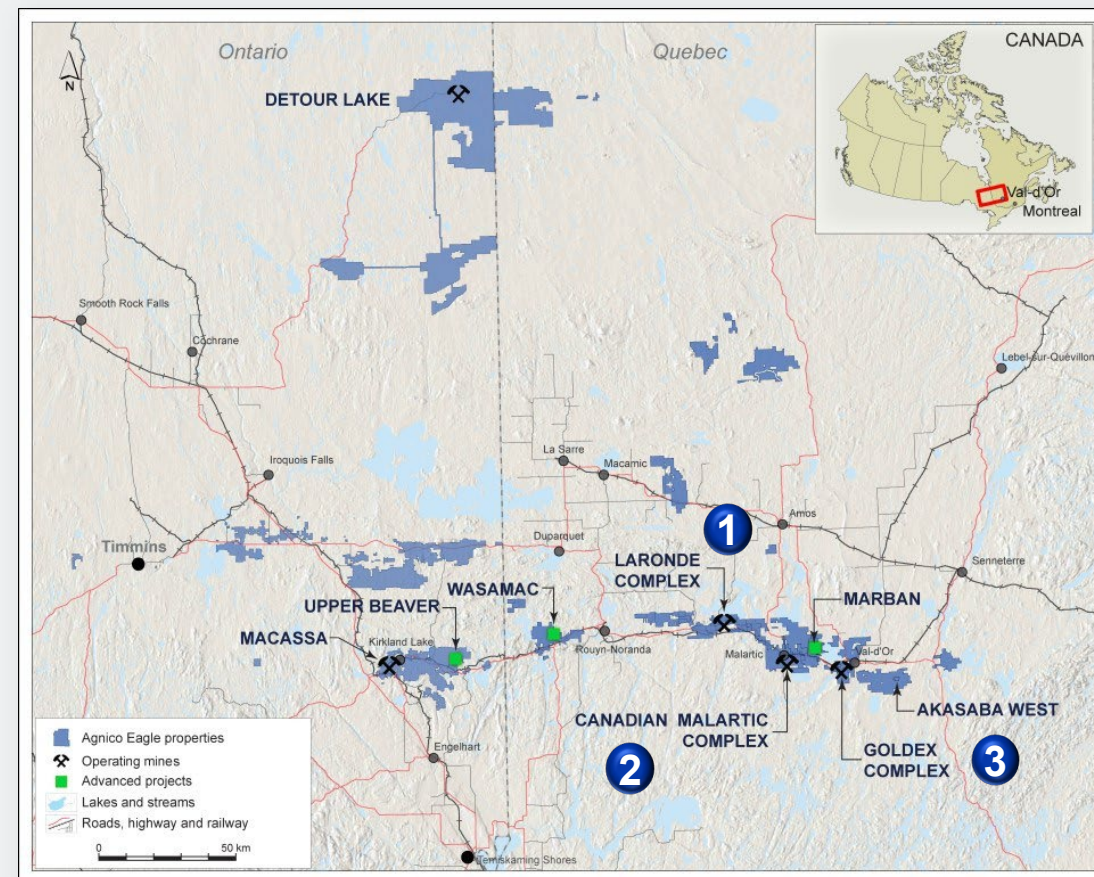 Ontario
Quebec
CANADA
Val-d'Or
Montreal
N
DETOUR LAKE
Smooth Rock Falls
Cochrane
Lebel-sur-Quévillon
La Sarre
Macamic
Iroquois Falls
Amos
1
Timmins
Duparquet
LARONDE
COMPLEX
Senneterre
WASAMAC
MARBAN
UPPER BEAVER
MACASSA
Kirkland Lake
Rouyn-Noranda
Malartic
Val-d'Or
AKASABA WEST
CANADIAN MALARTIC
COMPLEX
2
GOLDEX
COMPLEX
3
Engelhart
Temiskaming Shores
Agnico Eagle properties
Operating mines
Advanced projects
Lakes and streams
Roads, highway and railway
0
50 km